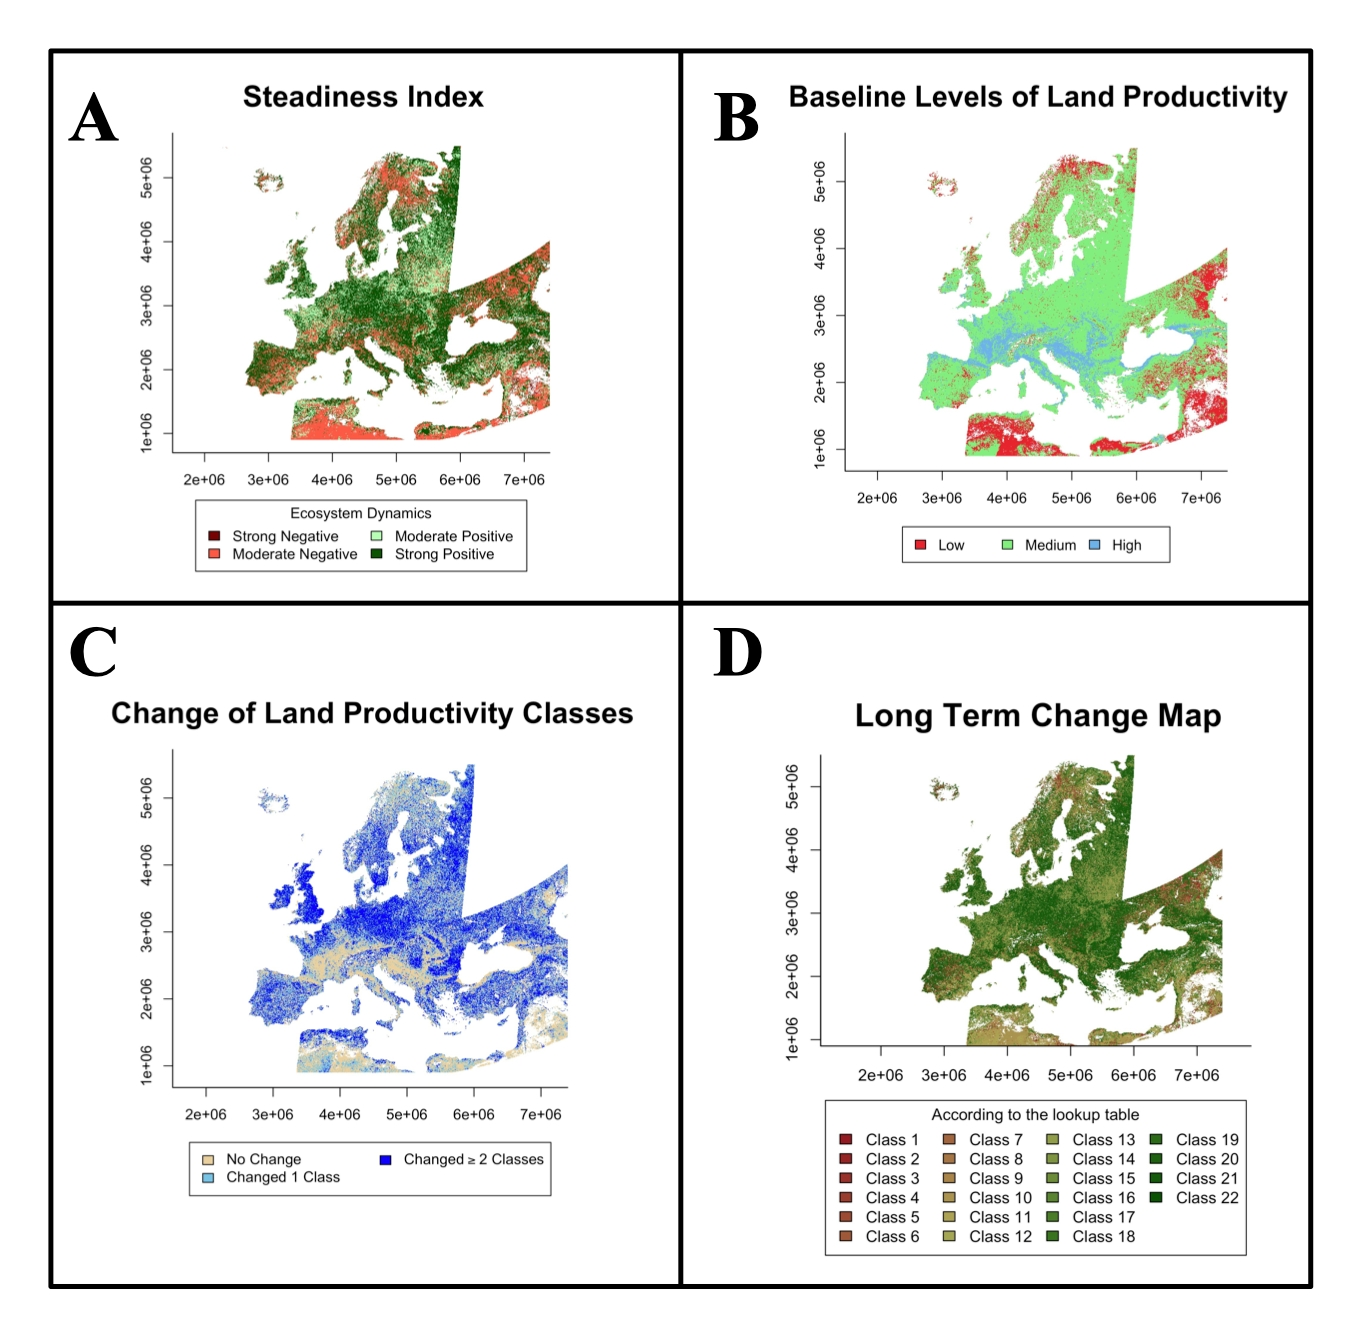 A
Steadiness Index
5e+06
4e+06
3e+06
2e+06
1e+06
2e+06 3e+06 4e+06 5e+06 6e+06 7e+06
Ecosystem Dynamics
Strong Negative Moderate Positive
Moderate Negative Strong Positive
B
Baseline Levels of Land Productivity
5e+06
4e+06
3e+06
2e+06
1e+06
2e+06 3e+06 4e+06 5e+06 6e+06 7e+06
Low Medium High
C
Change of Land Productivity Classes
5e+06
4e+06
3e+06
2e+06
1e+06
2e+06 3e+06 4e+06 5e+06 6e+06 7e+06
No Change Changed ≥ 2 Classes
Changed 1 Class
D
Long Term Change Map
5e+06
4e+06
3e+06
2e+06
1e+06
2e+06 3e+06 4e+06 5e+06 6e+06 7e+06
According to the lookup table
Class 1 Class 7 Class 13 Class 19
Class 2 Class 8 Class 14 Class 20
Class 3 Class 9 Class 15 Class 21
Class 4 Class 10 Class 16 Class 22
Class 5 Class 11 Class 17
Class 6 Class 12 Class 18